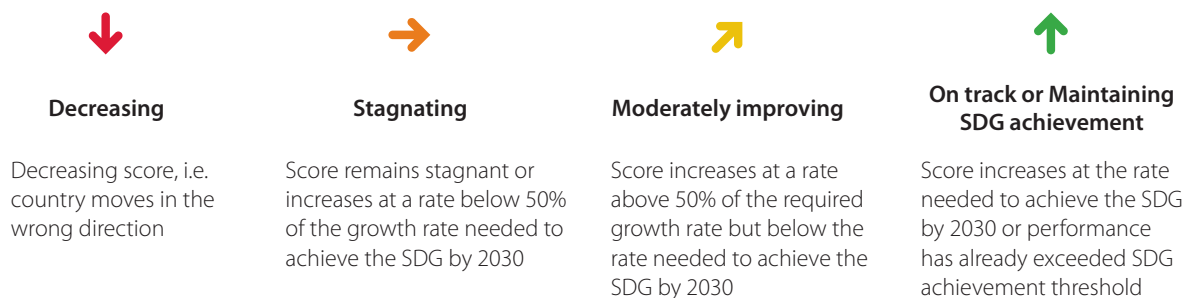 Decreasing
Decreasing score, i.e.
country moves in the
wrong direction
Stagnating
Score remains stagnant or
increases at a rate below 50%
of the growth rate needed to
achieve the SDG by 2030
Moderately improving
Score increases at a rate
above 50% of the required
growth rate but below the
rate needed to achieve the
SDG by 2030
On track or Maintaining
SDG achievement
Score increases at the rate
needed to achieve the SDG
by 2030 or performance
has already exceeded SDG
achievement threshold